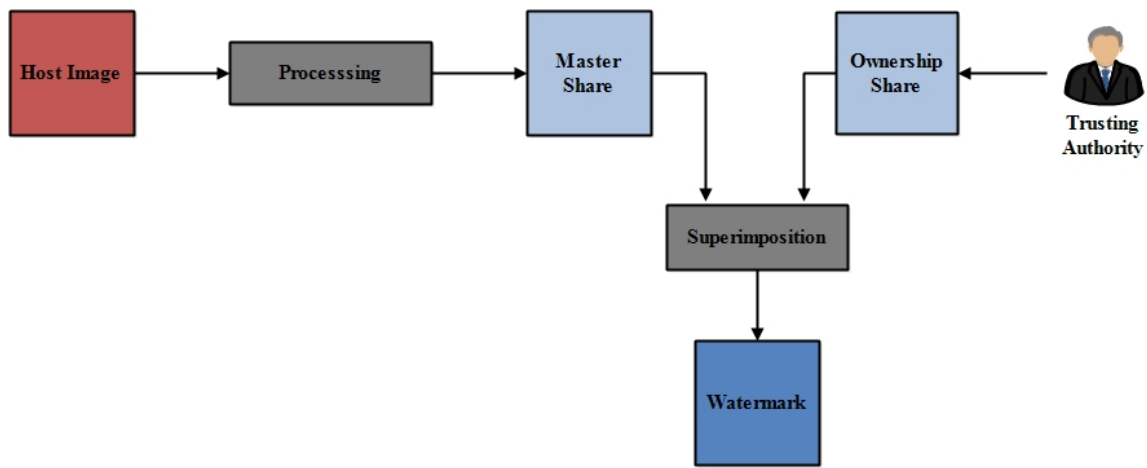 Host Image
Processsing
Master
Share
Ownership
Share
Trusting
Authority
Superimposition
Watermark